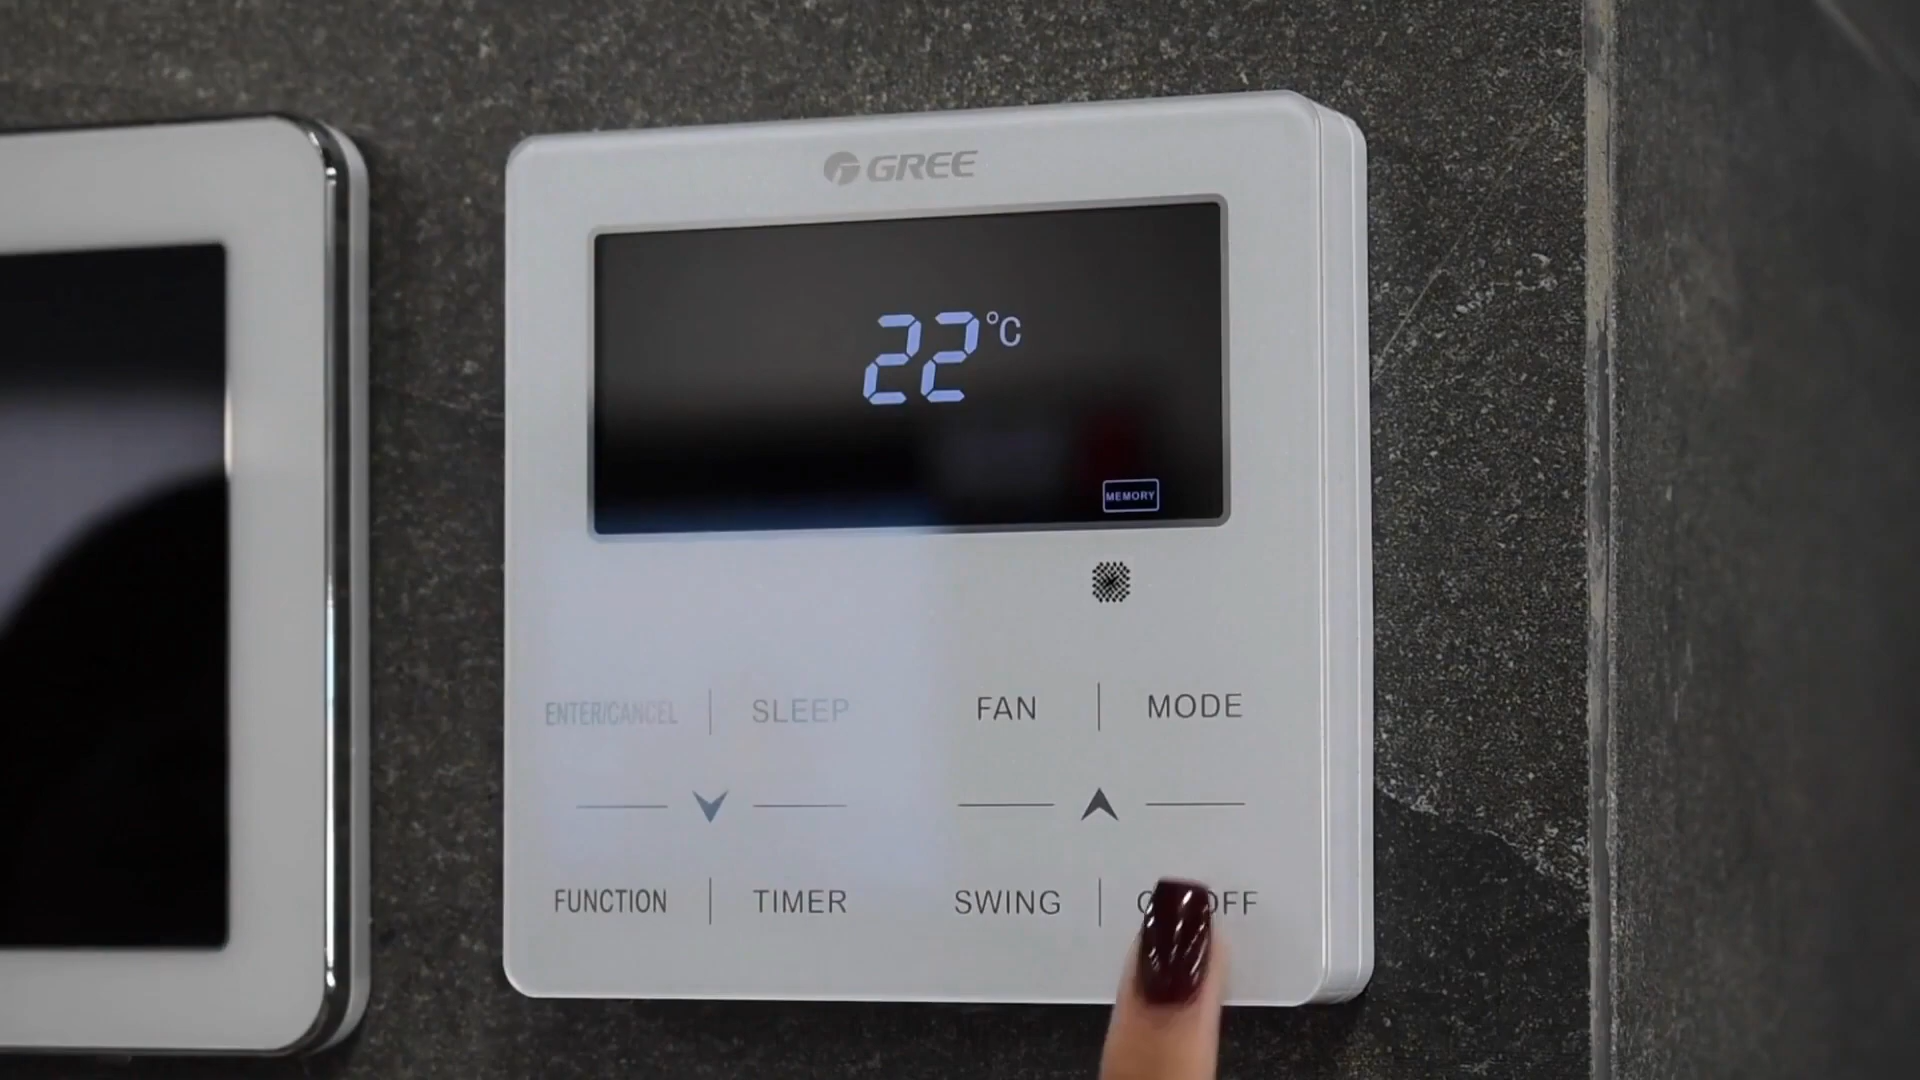 GREE
22°C
MEMORY
ENTER/CANCEL SLEEP FAN MODE
FUNCTION TIMER SWING